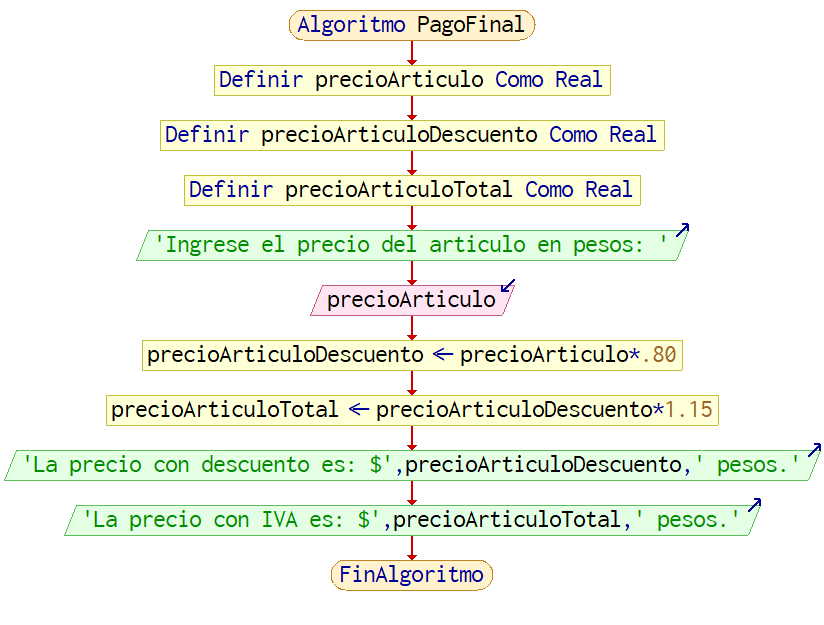 Algoritmo PagoFinal
Definir precioArticulo Como Real
Definir precioArticuloDescuento Como Real
Definir precioArticuloTotal Como Real
'Ingrese el precio del articulo en pesos: '
precioArticulo
precioArticuloDescuento ← precioArticulo*.80
precioArticuloTotal ← precioArticuloDescuento*1.15
'La precio con descuento es: $',precioArticuloDescuento,' pesos.'
'La precio con IVA es: $',precioArticuloTotal,' pesos.'
FinAlgoritmo